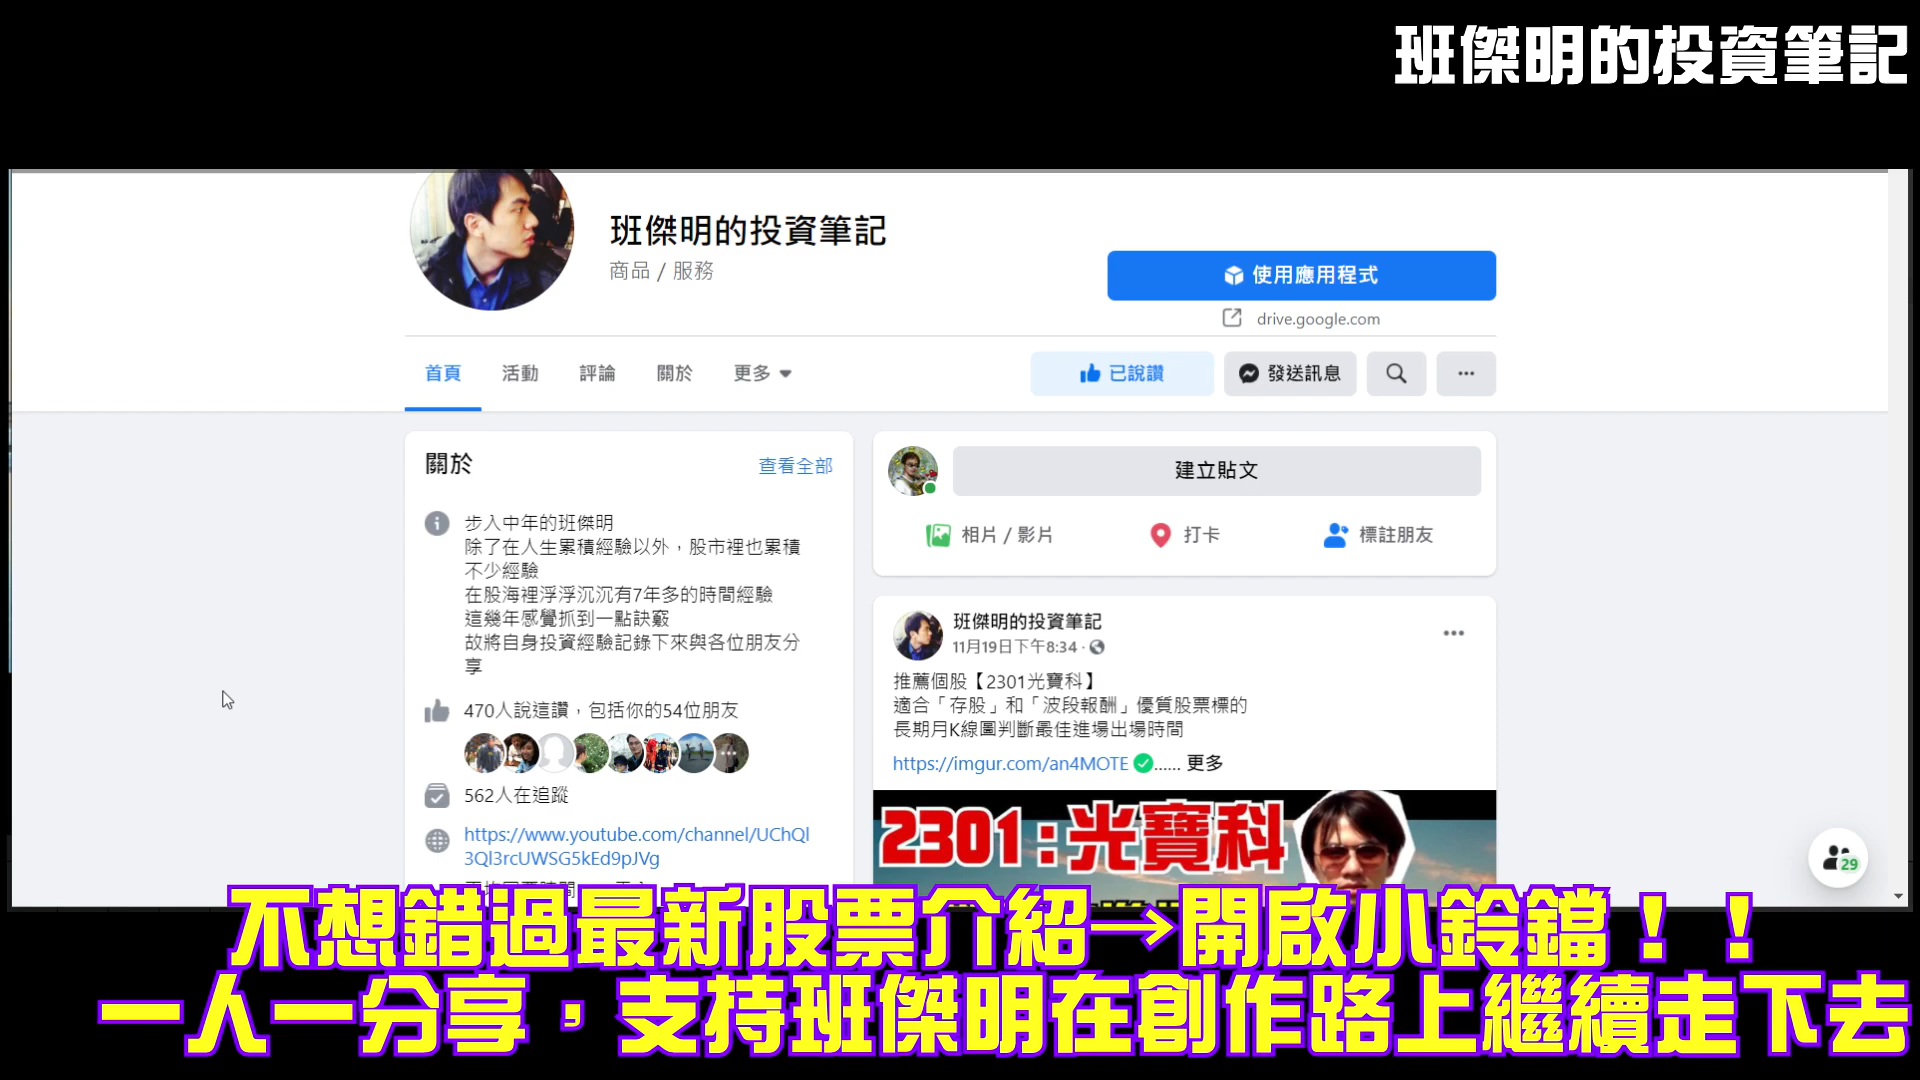 班傑明的投資筆記
班傑明的投資筆記
商品 / 服務
使用應用程式
drive.google.com
首頁
活動
評論
關於
更多
已說讚
發送訊息
關於
查看全部
步入中年的班傑明
除了在人生累積經驗以外，股市裡也累積
不少經驗
在股海裡浮浮沉沉有7年多的時間經驗
這幾年感覺抓到一點訣竅
故將自身投資經驗記錄下來與各位朋友分
享
470人說這讚，包括你的54位朋友
562人在追蹤
https://www.youtube.com/channel/UChQl
3Ql3rcUWSG5kEd9pJVg
建立貼文
相片 / 影片
打卡
標註朋友
班傑明的投資筆記
11月19日下午8:34
推薦個股【2301光寶科】
適合「存股」和「波段報酬」優質股票標的
長期月K線圖判斷最佳進場出場時間
https://imgur.com/an4MOTE ✅...... 更多
2301:光寶科
29
不想錯過最新股票介紹→開啟小鈴鐺！！
一人一分享，支持班傑明在創作路上繼續走下去